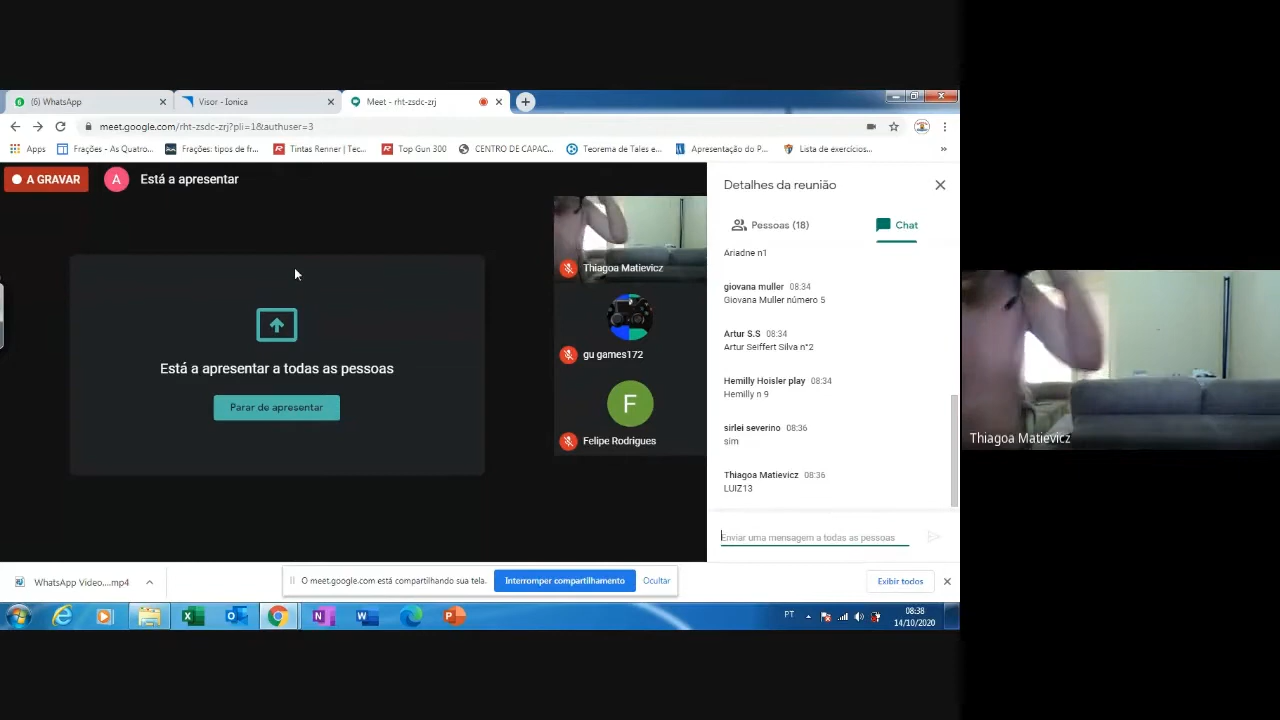 (6) WhatsApp
Visor - Ionica
Meet - rht-zsdc-zrj
meet.google.com/rht-zsdc-zrj?pli=1&authuser=3
Apps
Frações - As Quatro...
Frações: tipos de fr...
Tintas Renner | Tec...
Top Gun 300
CENTRO DE CAPAC...
Teorema de Tales e...
Apresentação do P...
Lista de exercícios...
»
A GRAVAR
A
Está a apresentar
Está a apresentar a todas as pessoas
Parar de apresentar
Thiagoa Matievicz
gu games172
F
Felipe Rodrigues
Detalhes da reunião
Pessoas (18)
Chat
Ariadne n1
giovana muller 08:34
Giovana Muller número 5
Artur S.S 08:34
Artur Seiffert Silva n°2
Hemilly Hoisler play 08:34
Hemilly n 9
sirlei severino 08:36
sim
Thiagoa Matievicz 08:36
LUIZ13
Enviar uma mensagem a todas as pessoas
Thiagoa Matievicz
WhatsApp Video....mp4
O meet.google.com está compartilhando sua tela.
Interromper compartilhamento
Ocultar
Exibir todos
PT
08:38
14/10/2020